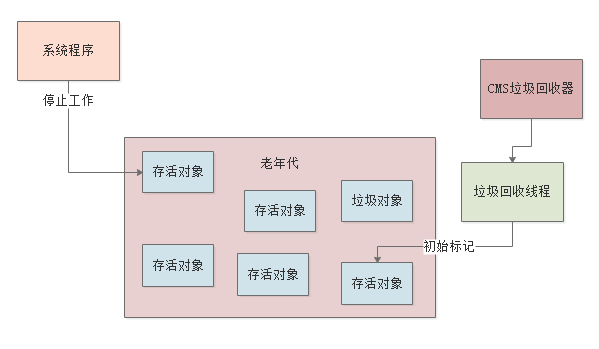 系统程序
停止工作
CMS垃圾回收器
老年代
存活对象
存活对象
垃圾对象
垃圾回收线程
初始标记
存活对象
存活对象
存活对象